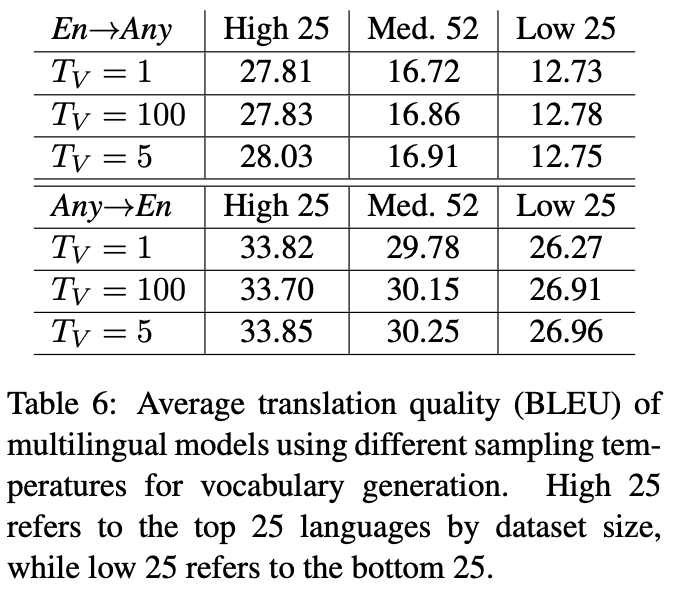 En→Any High 25 Med. 52 Low 25
T_V = 1 27.81 16.72 12.73
T_V = 100 27.83 16.86 12.78
T_V = 5 28.03 16.91 12.75
Any→En High 25 Med. 52 Low 25
T_V = 1 33.82 29.78 26.27
T_V = 100 33.70 30.15 26.91
T_V = 5 33.85 30.25 26.96
Table 6: Average translation quality (BLEU) of
multilingual models using different sampling tem-
peratures for vocabulary generation. High 25
refers to the top 25 languages by dataset size,
while low 25 refers to the bottom 25.